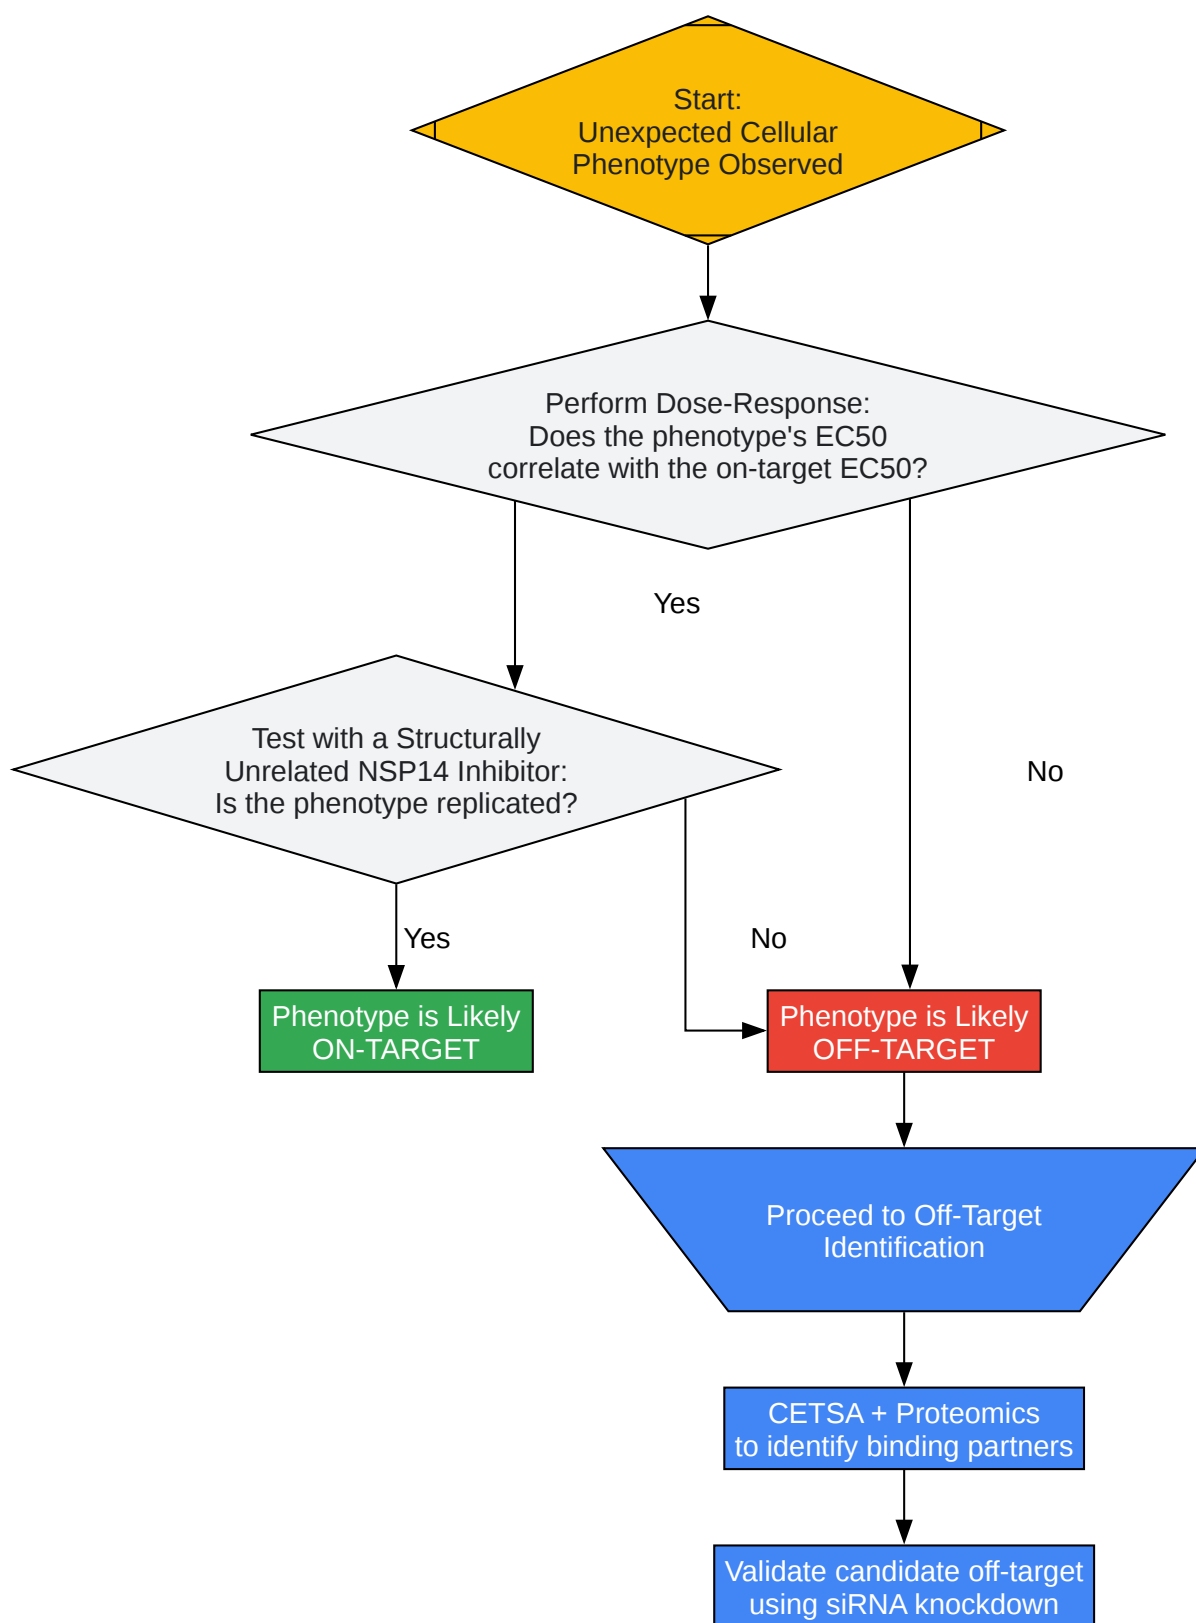 Start:
Unexpected Cellular
Phenotype Observed
Perform Dose-Response:
Does the phenotype's EC50
correlate with the on-target EC50?
Yes
Test with a Structurally
Unrelated NSP14 Inhibitor:
Is the phenotype replicated?
No
Yes
No
Phenotype is Likely
ON-TARGET
Phenotype is Likely
OFF-TARGET
Proceed to Off-Target
Identification
CETSA + Proteomics
to identify binding partners
Validate candidate off-target
using siRNA knockdown